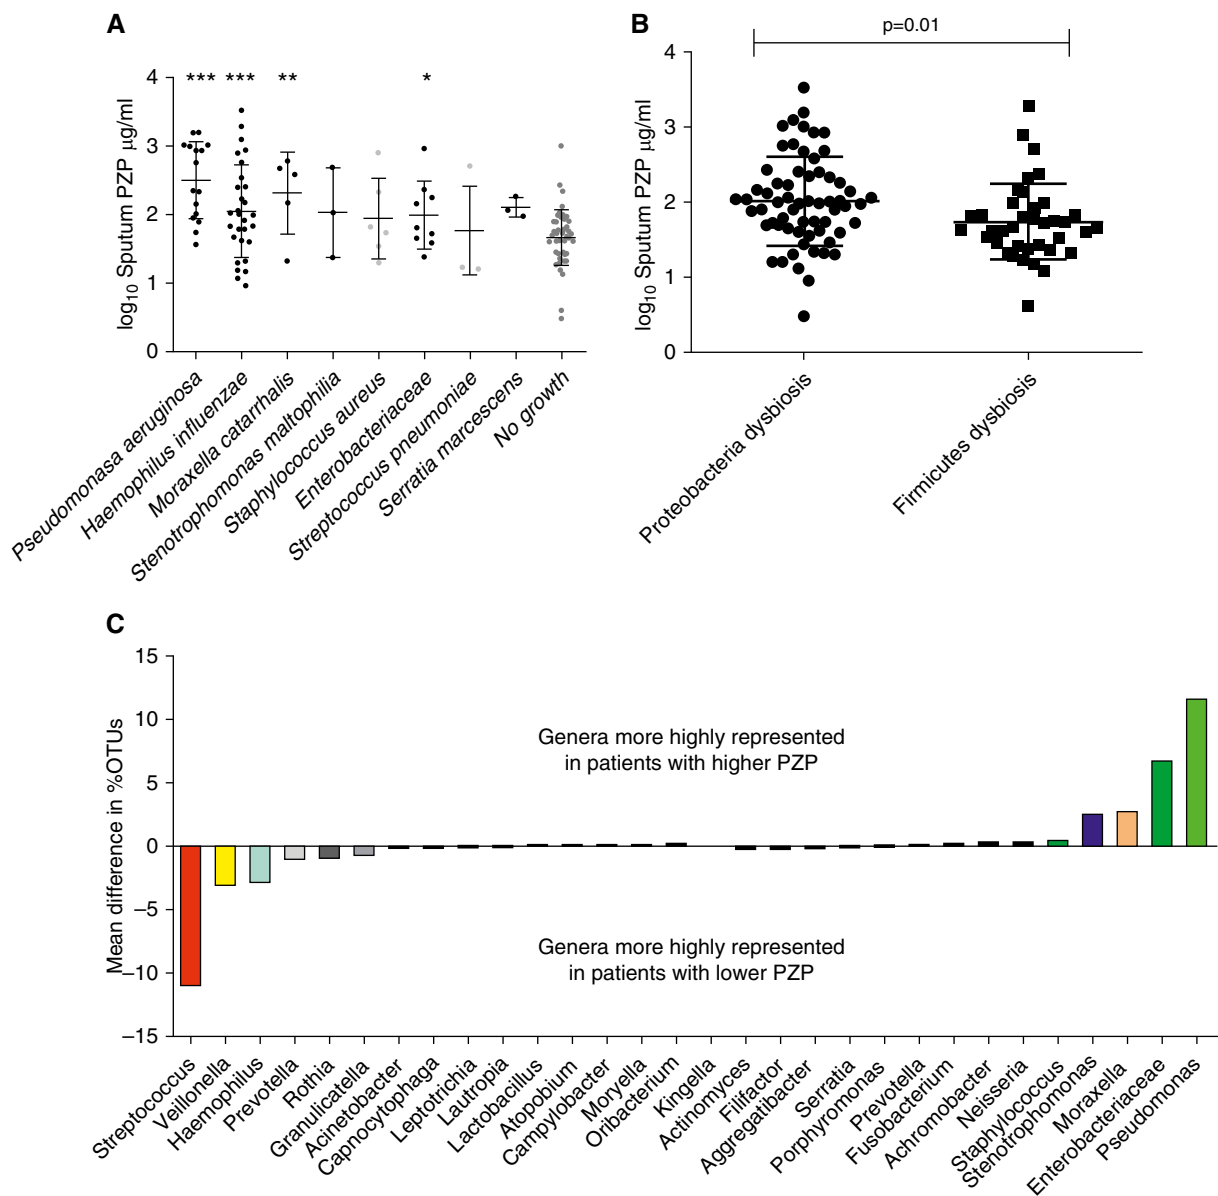 A
log10 Sputum PZP μg/ml
4
3
2
1
0
*** *** ** *
Pseudomonasa aeruginosa
Haemophilus influenzae
Moraxella catarrhalis
Stenotrophomonas maltophilia
Staphylococcus aureus
Enterobacteriaceae
Streptococcus pneumoniae
Serratia marcescens
No growth
B
p=0.01
log10 Sputum PZP μg/ml
4
3
2
1
0
Proteobacteria dysbiosis
Firmicutes dysbiosis
C
Mean difference in %OTUs
15
10
5
0
−5
−10
−15
Genera more highly represented
in patients with higher PZP
Genera more highly represented
in patients with lower PZP
Streptococcus
Veillonella
Haemophilus
Prevotella
Rothia
Granulicatella
Acinetobacter
Capnocytophaga
Leptotrichia
Lautropia
Lactobacillus
Atopobium
Campylobacter
Moryella
Oribacterium
Kingella
Actinomyces
Filifactor
Aggregatibacter
Serratia
Porphyromonas
Prevotella
Fusobacterium
Achromobacter
Neisseria
Staphylococcus
Stenotrophomonas
Moraxella
Enterobacteriaceae
Pseudomonas